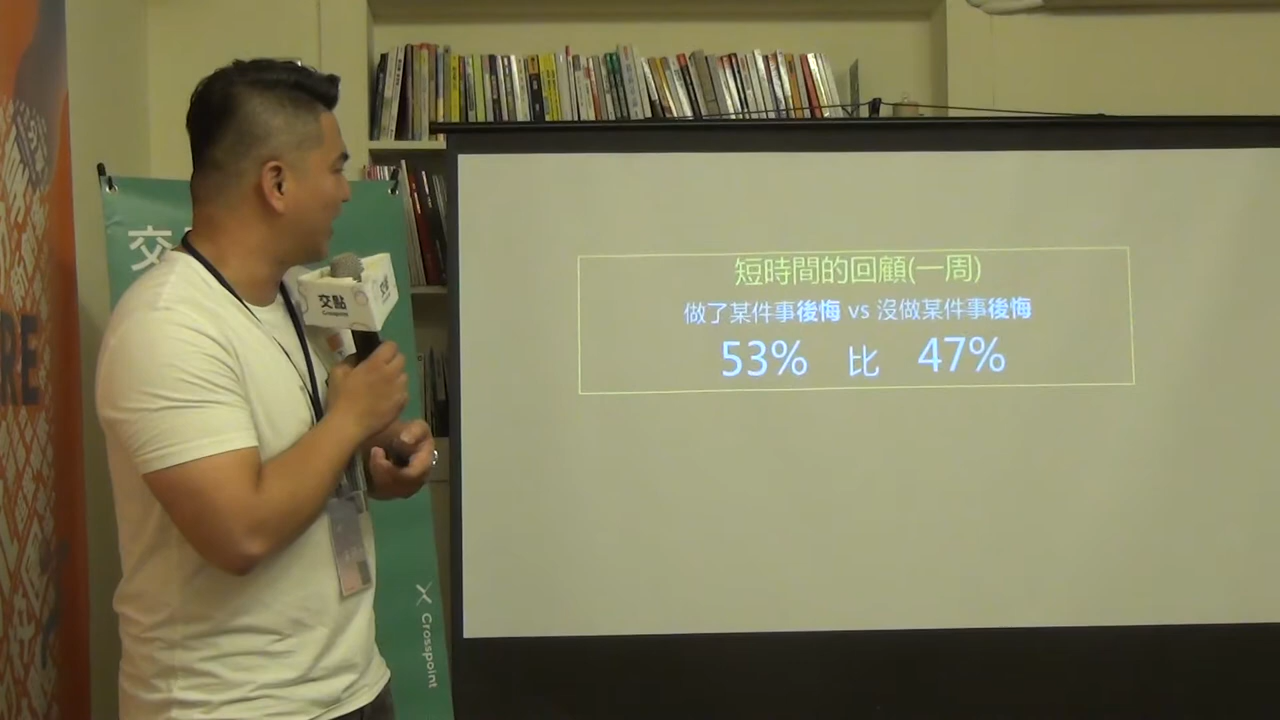 短時間的回顧(一周)
做了某件事後悔 vs 沒做某件事後悔
53% 比 47%
交
交點
Crosspoint
Crosspoint
RE